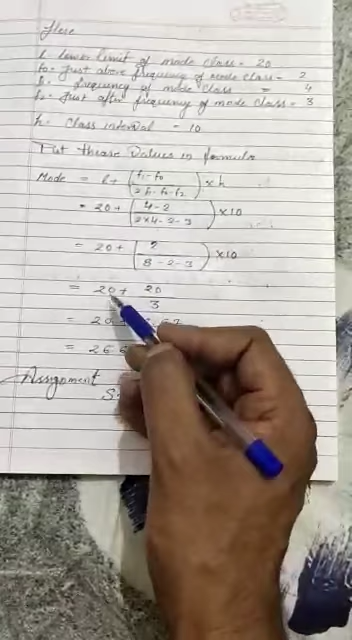 Here
l = Lower limit of mode class = 20
f₀ = Just above frequency of mode class = 2
f₁ = frequency of mode class = 4
f₂ = Just after frequency of mode class = 3
h = Class interval = 10
Put these values in formula
Mode = l + (f₁ - f₀ / 2f₁ - f₀ - f₂) × h
= 20 + (4 - 2 / 2×4 - 2 - 3) × 10
= 20 + (2 / 8 - 2 - 3) × 10
= 20 + 20 / 3
= 20 67
= 26.6
Assignment